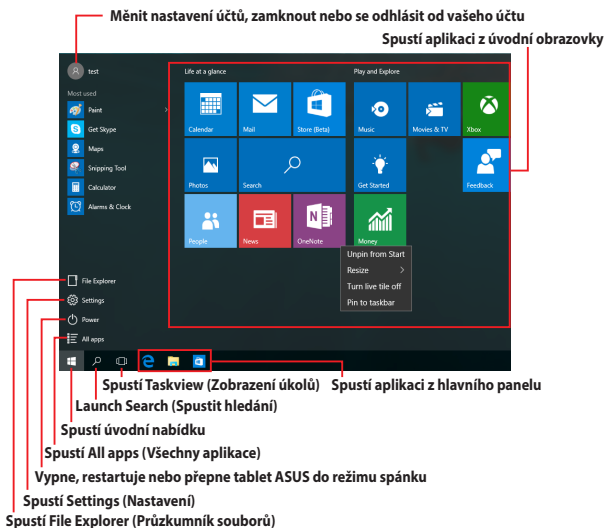 Měnit nastavení účtů, zamknout nebo se odhlásit od vašeho účtu
Spustí aplikaci z úvodní obrazovky
test
Most used
Paint
Get Skype
Maps
Snipping Tool
Calculator
Alarms & Clock
File Explorer
Settings
Power
All apps
Life at a glance
Play and Explore
Calendar
Mail
Store (Beta)
Music
Movies & TV
Xbox
Photos
Search
Get Started
Feedback
People
News
OneNote
Money
Unpin from Start
Resize
Turn live tile off
Pin to taskbar
Spustí Taskview (Zobrazení úkolů)
Spustí aplikaci z hlavního panelu
Launch Search (Spustit hledání)
Spustí úvodní nabídku
Spustí All apps (Všechny aplikace)
Vypne, restartuje nebo přepne tablet ASUS do režimu spánku
Spustí Settings (Nastavení)
Spustí File Explorer (Průzkumník souborů)